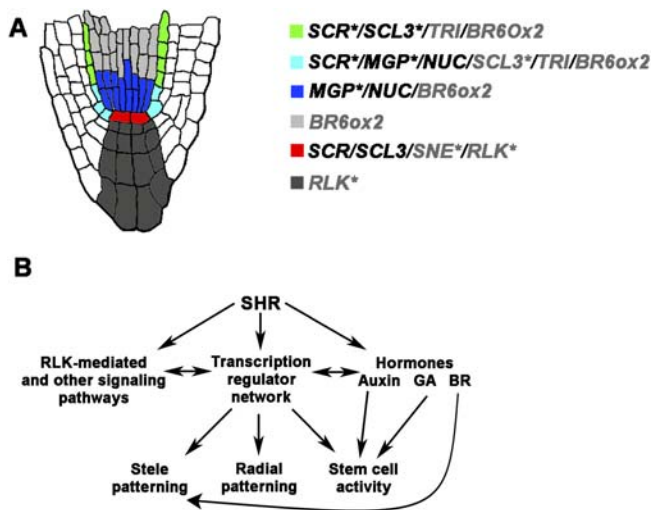 A
SCR*/SCL3*/TRI/BR6Ox2
SCR*/MGP*/NUC/SCL3*/TRI/BR6ox2
MGP*/NUC/BR6ox2
BR6ox2
SCR/SCL3/SNE*/RLK*
RLK*
B
SHR
RLK-mediated
and other signaling
pathways
Transcription
regulator
network
Hormones
Auxin GA BR
Stele
patterning
Radial
patterning
Stem cell
activity